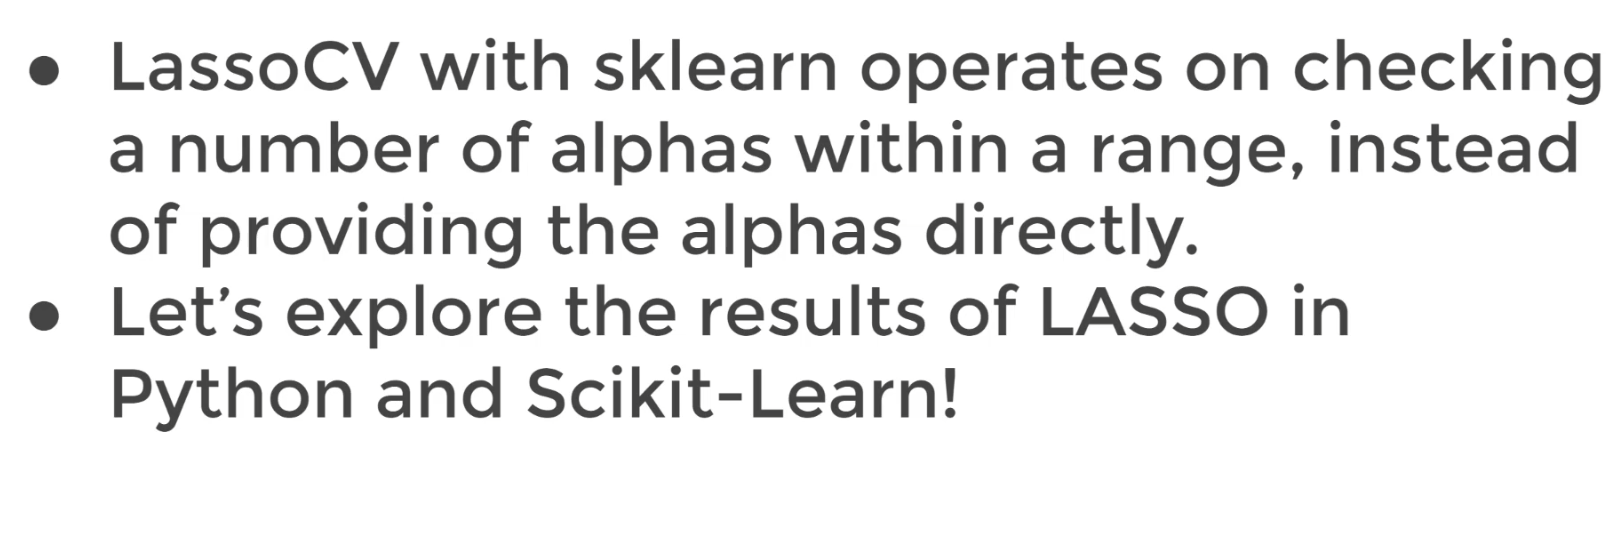 ● LassoCV with sklearn operates on checking
a number of alphas within a range, instead
of providing the alphas directly.
● Let’s explore the results of LASSO in
Python and Scikit-Learn!